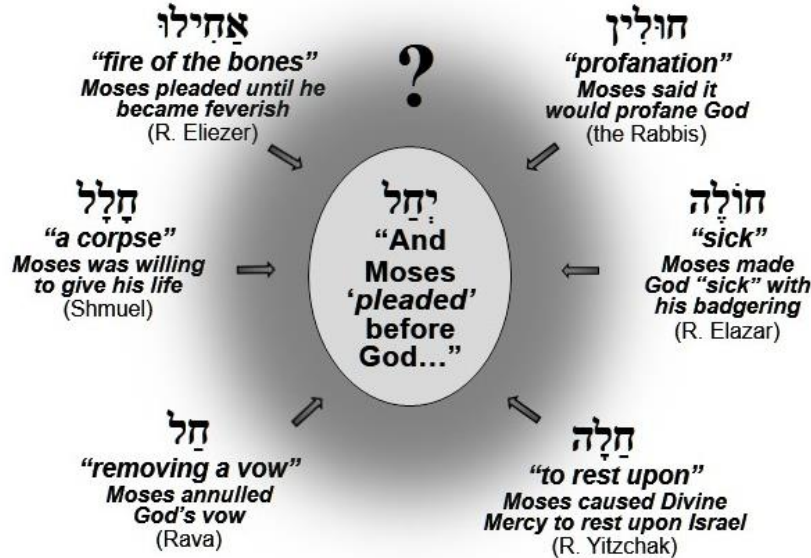 אַחִילוּ
“fire of the bones”
Moses pleaded until he
became feverish
(R. Eliezer)
?
חוּלִין
“profanation”
Moses said it
would profane God
(the Rabbis)
חָלָל
“a corpse”
Moses was willing
to give his life
(Shmuel)
יְחַל
“And
Moses
‘pleaded’
before
God…”
חוֹלֶה
“sick”
Moses made
God “sick” with
his badgering
(R. Elazar)
חַל
“removing a vow”
Moses annulled
God’s vow
(Rava)
חַלָּה
“to rest upon”
Moses caused Divine
Mercy to rest upon Israel
(R. Yitzchak)